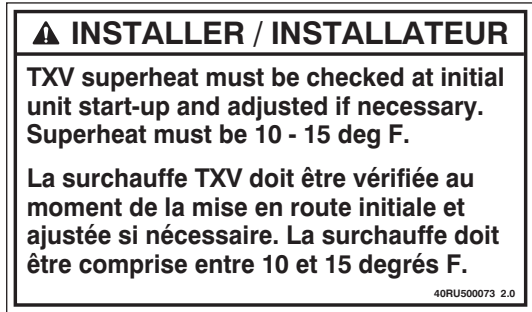 ⚠ INSTALLER / INSTALLATEUR
TXV superheat must be checked at initial
unit start-up and adjusted if necessary.
Superheat must be 10 - 15 deg F.
La surchauffe TXV doit être vérifiée au
moment de la mise en route initiale et
ajustée si nécessaire. La surchauffe doit
être comprise entre 10 et 15 degrés F.
40RU500073 2.0